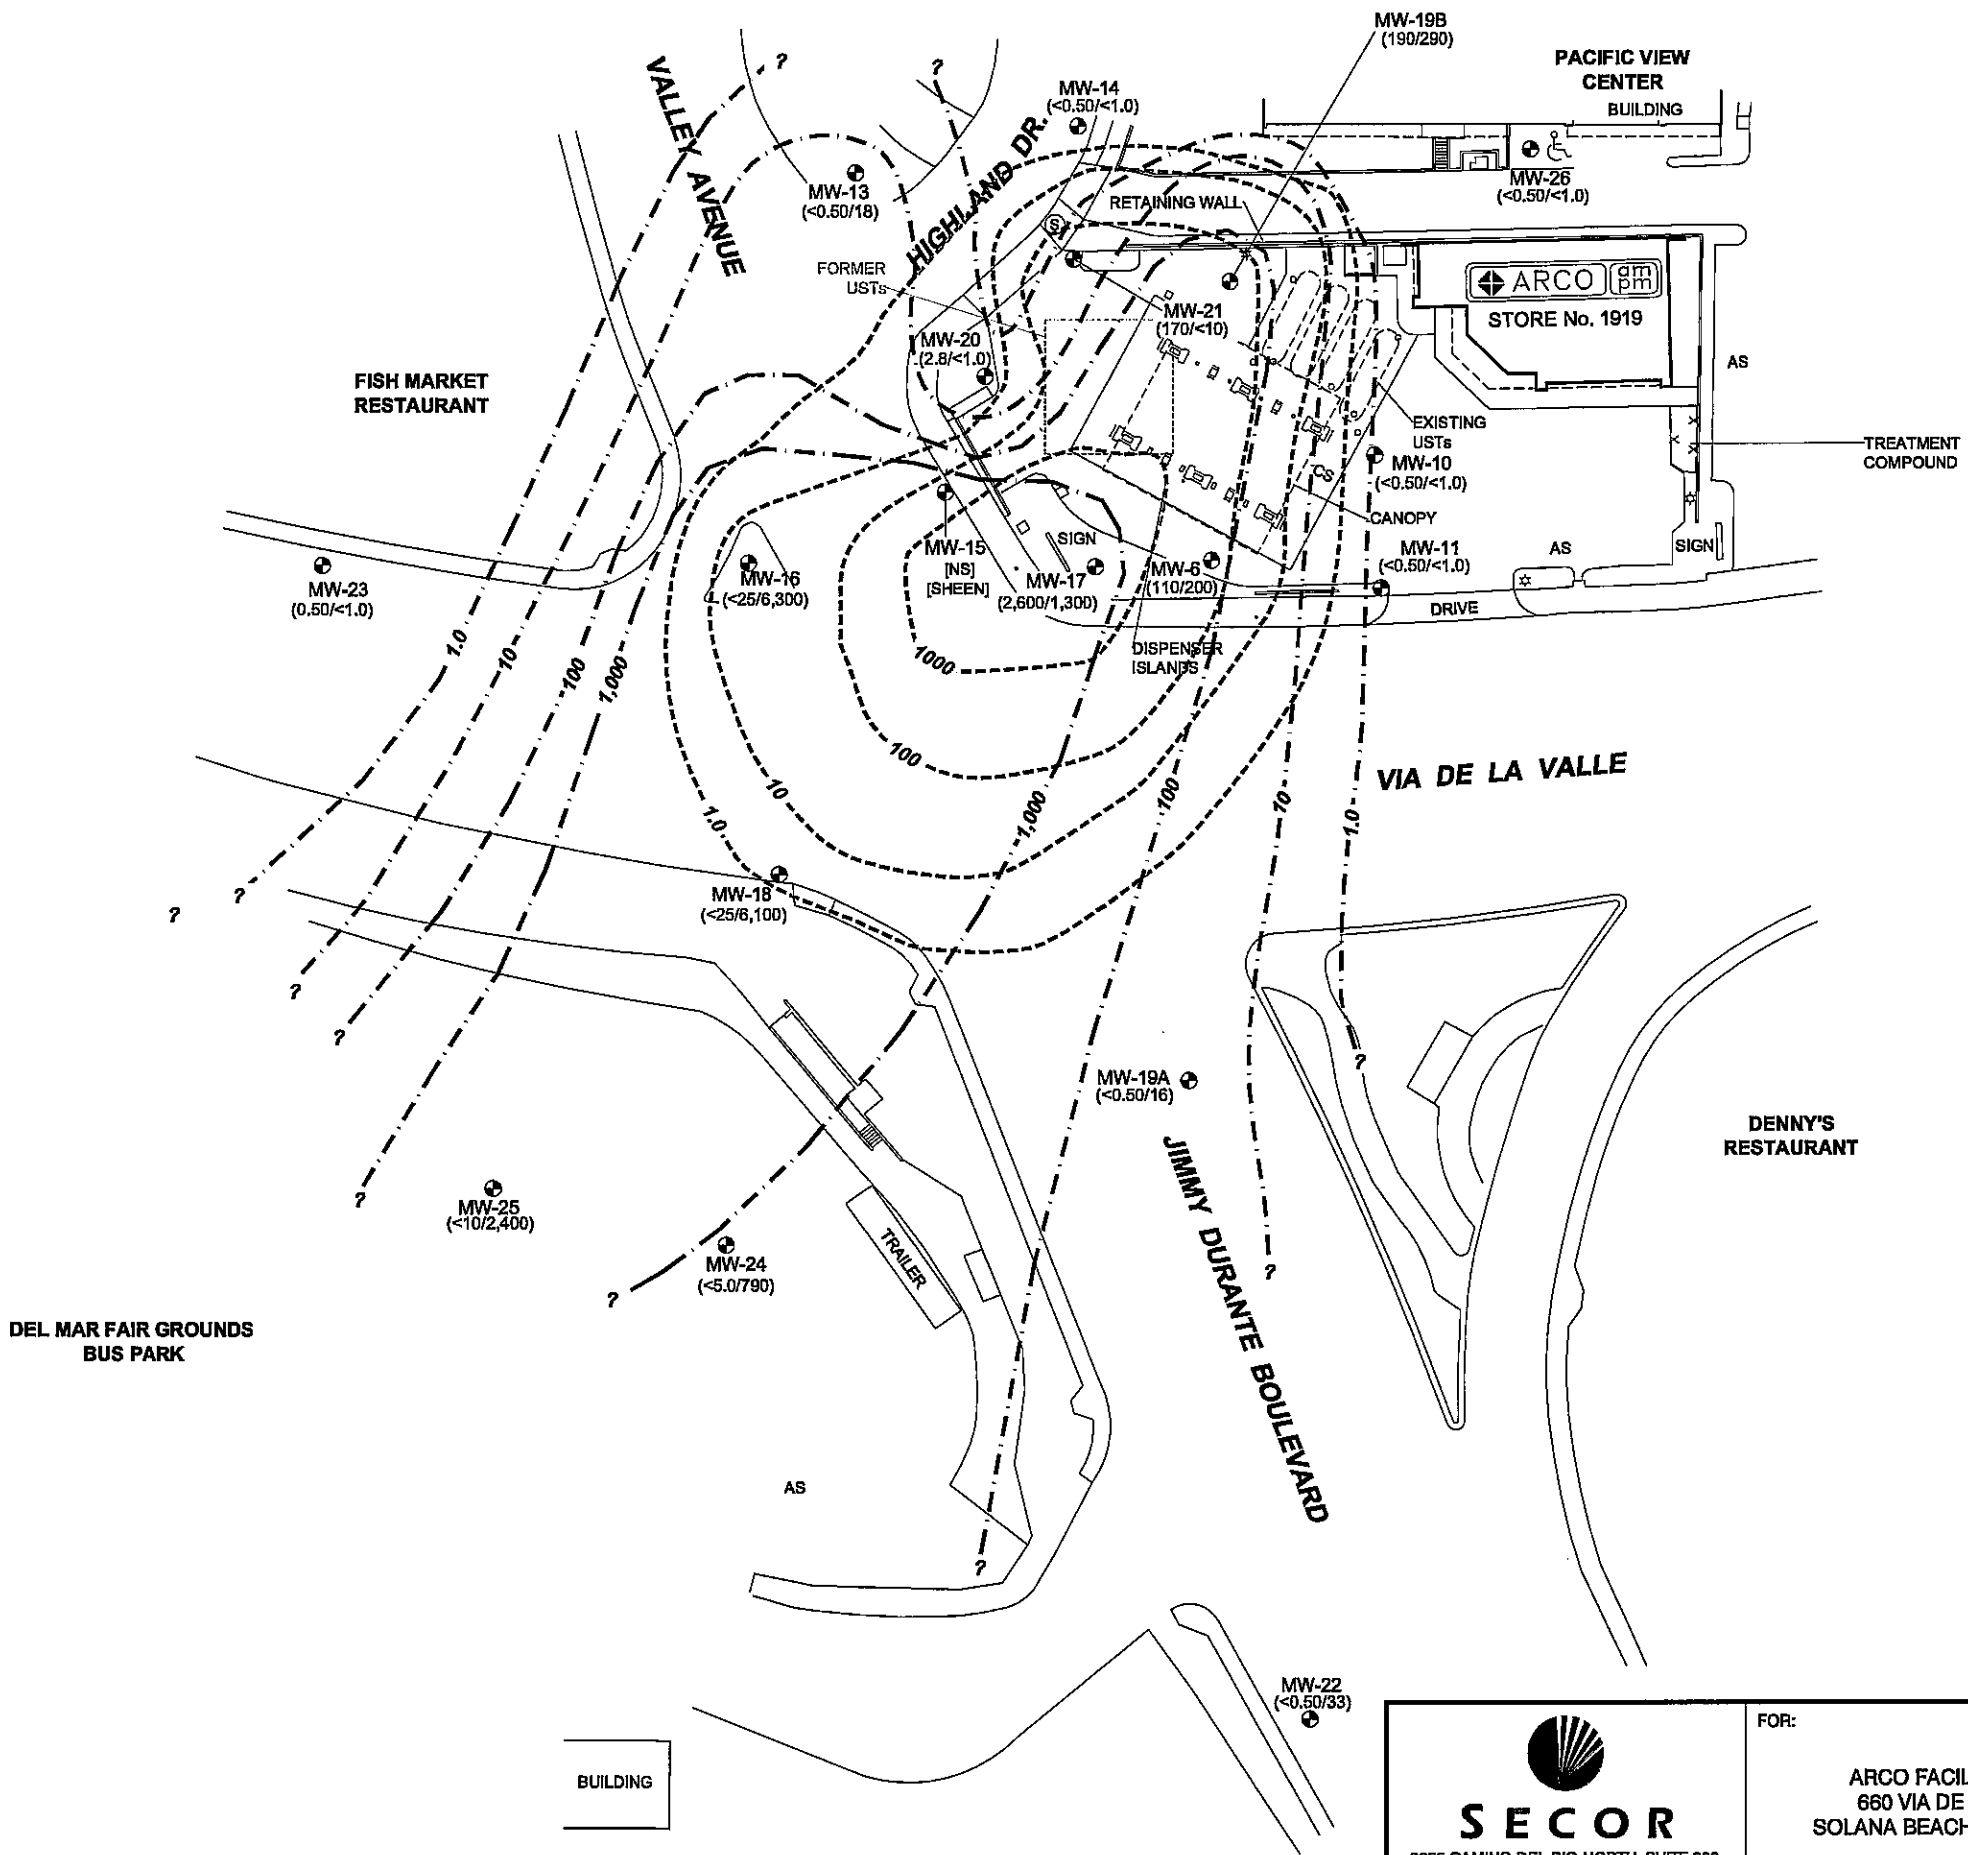 MW-19B
(190/290)
PACIFIC VIEW
CENTER
BUILDING
VALLEY AVENUE
?
?
MW-14
(<0.50/<1.0)
HIGHLAND DR.
MW-13
(<0.50/18)
MW-26
(<0.50/<1.0)
RETAINING WALL
S
FORMER
USTs
ARCO
am
pm
STORE No. 1919
MW-21
(170/<10)
MW-20
(2.8/<1.0)
FISH MARKET
RESTAURANT
AS
EXISTING
USTs
TREATMENT
COMPOUND
MW-10
(<0.50/<1.0)
CS
CANOPY
MW-15
[NS]
[SHEEN]
SIGN
MW-11
(<0.50/<1.0)
AS
SIGN
MW-23
(0.50/<1.0)
MW-16
(<25/6,300)
MW-17
(2,600/1,300)
MW-6
(110/200)
DRIVE
DISPENSER
ISLANDS
1.0
10
100
1,000
1000
100
10
1.0
1,000
100
10
1.0
VIA DE LA VALLE
MW-18
(<25/6,100)
?
?
?
?
?
MW-19A
(<0.50/16)
?
DENNY'S
RESTAURANT
JIMMY DURANTE BOULEVARD
MW-25
(<10/2,400)
MW-24
(<5.0/790)
TRAILER
?
?
DEL MAR FAIR GROUNDS
BUS PARK
AS
?
MW-22
(<0.50/33)
BUILDING
SECOR
FOR:
ARCO FACIL
660 VIA DE
SOLANA BEACH